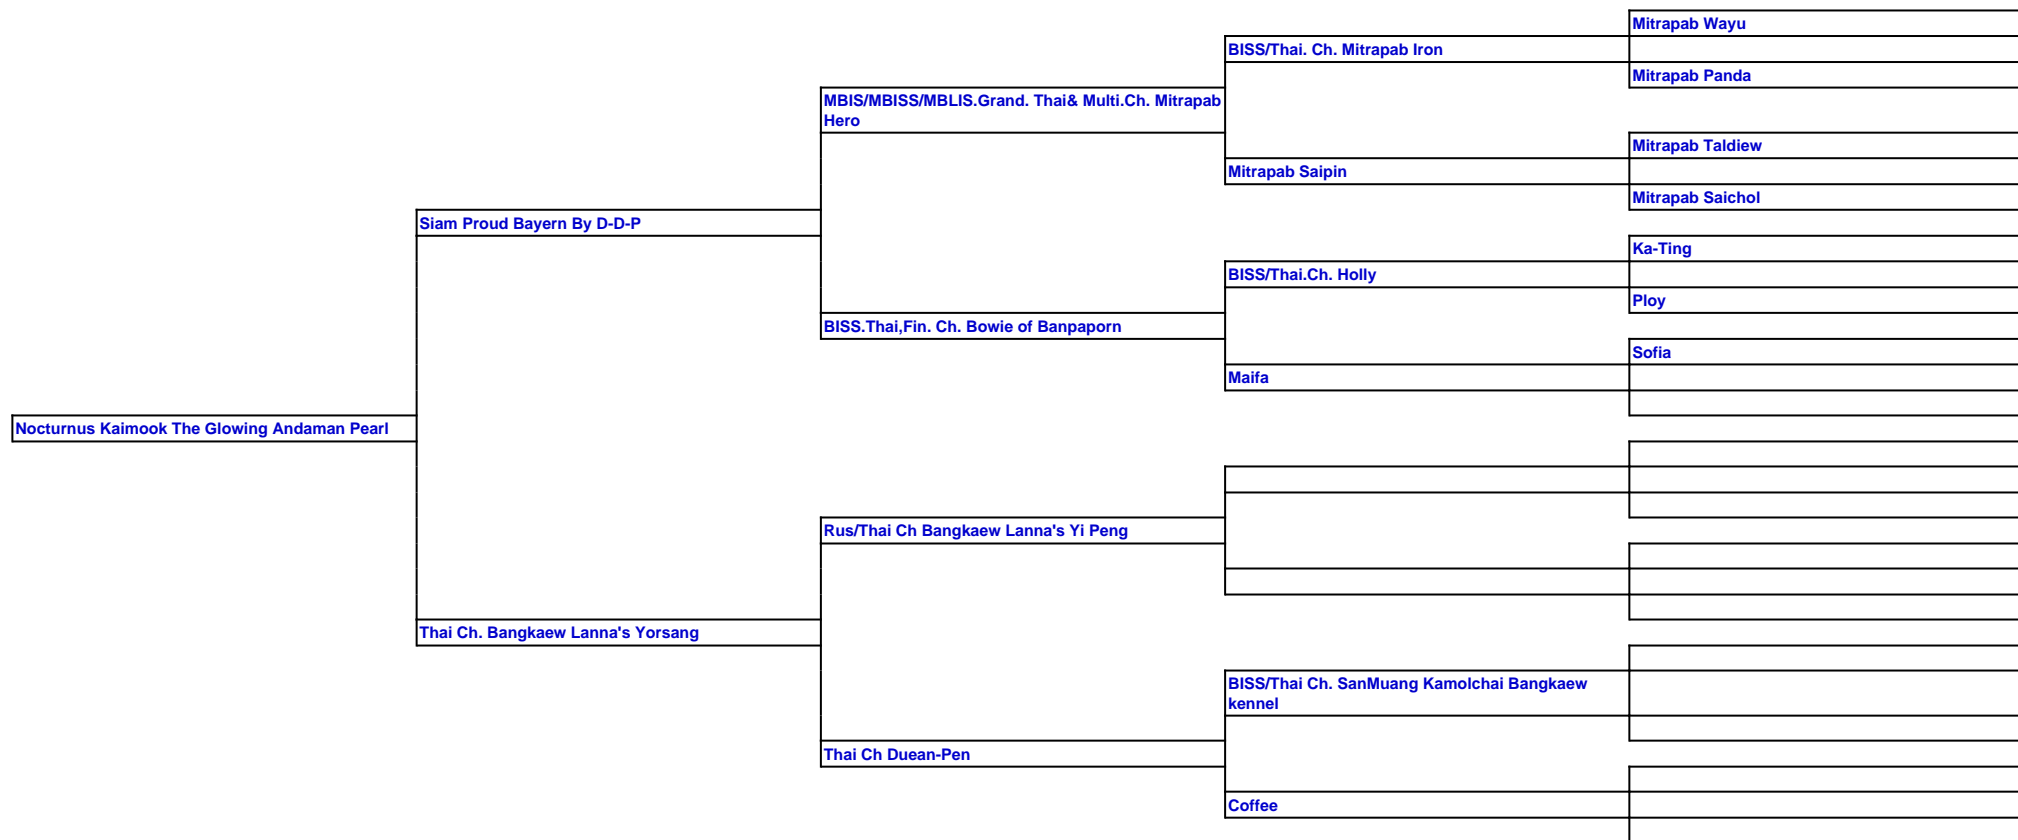 Mitrapab Wayu
BISS/Thai. Ch. Mitrapab Iron
Mitrapab Panda
MBIS/MBISS/MBLIS.Grand. Thai& Multi.Ch. Mitrapab
Hero
Mitrapab Taldiew
Mitrapab Saipin
Mitrapab Saichol
Siam Proud Bayern By D-D-P
Ka-Ting
BISS/Thai.Ch. Holly
Ploy
BISS.Thai,Fin. Ch. Bowie of Banpaporn
Sofia
Maifa
Nocturnus Kaimook The Glowing Andaman Pearl
Rus/Thai Ch Bangkaew Lanna's Yi Peng
Thai Ch. Bangkaew Lanna's Yorsang
BISS/Thai Ch. SanMuang Kamolchai Bangkaew
kennel
Thai Ch Duean-Pen
Coffee